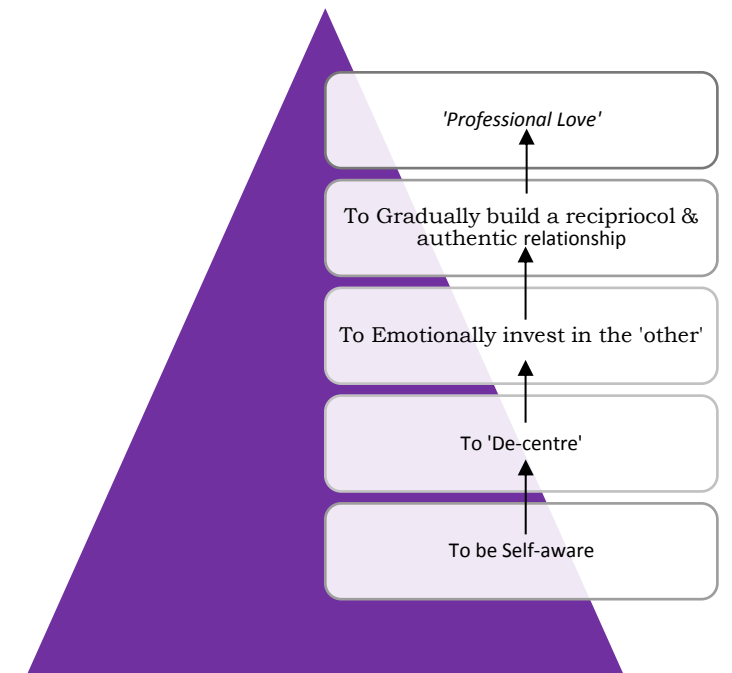 'Professional Love'
To Gradually build a recipriocol &
authentic relationship
To Emotionally invest in the 'other'
To 'De-centre'
To be Self-aware